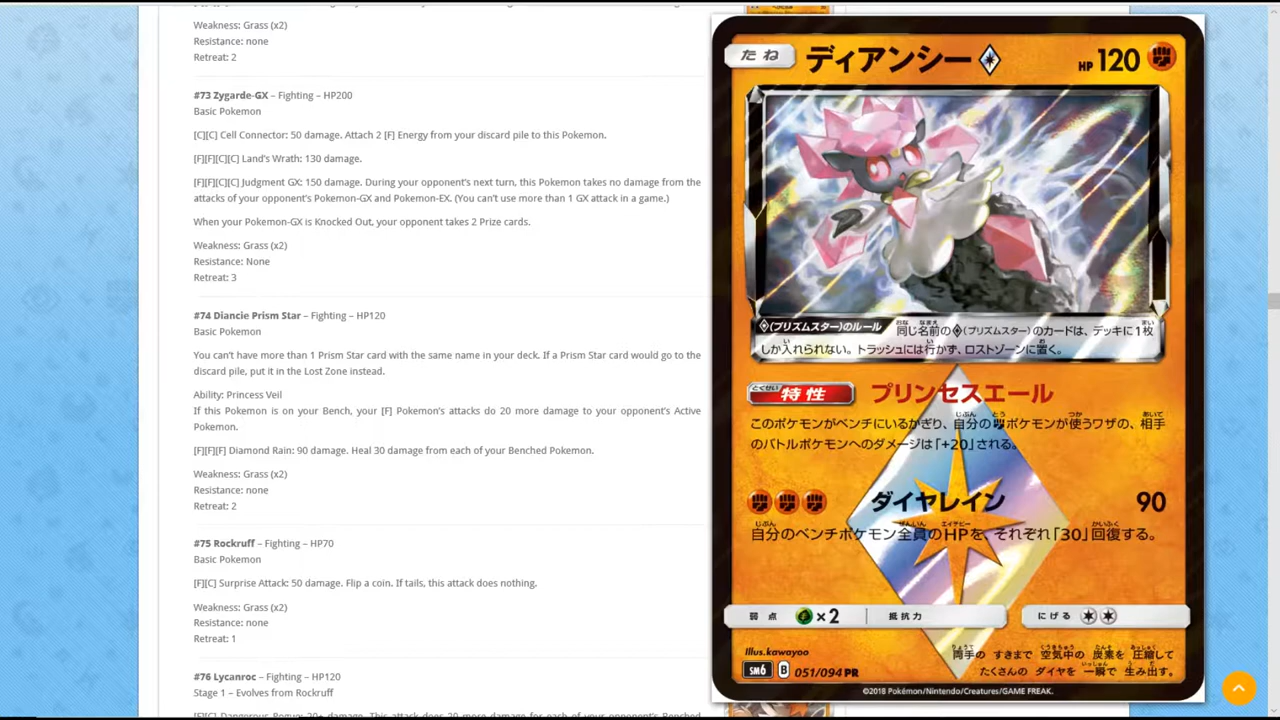 Weakness: Grass (x2)
Resistance: none
Retreat: 2
#73 Zygarde-GX – Fighting – HP200
Basic Pokemon
[C][C] Cell Connector: 50 damage. Attach 2 [F] Energy from your discard pile to this Pokemon.
[F][F][C][C] Land's Wrath: 130 damage.
[F][F][C][C] Judgment GX: 150 damage. During your opponent's next turn, this Pokemon takes no damage from the
attacks of your opponent's Pokemon-GX and Pokemon-EX. (You can't use more than 1 GX attack in a game.)
When your Pokemon-GX is Knocked Out, your opponent takes 2 Prize cards.
Weakness: Grass (x2)
Resistance: None
Retreat: 3
#74 Diancie Prism Star – Fighting – HP120
Basic Pokemon
You can't have more than 1 Prism Star card with the same name in your deck. If a Prism Star card would go to the
discard pile, put it in the Lost Zone instead.
Ability: Princess Veil
If this Pokemon is on your Bench, your [F] Pokemon's attacks do 20 more damage to your opponent's Active
Pokemon.
[F][F][F] Diamond Rain: 90 damage. Heal 30 damage from each of your Benched Pokemon.
Weakness: Grass (x2)
Resistance: none
Retreat: 2
#75 Rockruff – Fighting – HP70
Basic Pokemon
[F][C] Surprise Attack: 50 damage. Flip a coin. If tails, this attack does nothing.
Weakness: Grass (x2)
Resistance: none
Retreat: 1
#76 Lycanroc – Fighting – HP120
Stage 1 – Evolves from Rockruff
[F][C] Dangerous Rogue: 20+ damage. This attack does 20 more damage for each of your opponent's Benched
たね ディアンシー◇ HP 120
◇(プリズムスター)のルール 同じ名前の◇(プリズムスター)のカードは、デッキに1枚
しか入れられない。トラッシュには行かず、ロストゾーンに置く。
特性 プリンセスエール
このポケモンがベンチにいるかぎり、自分の闘ポケモンが使うワザの、相手
のバトルポケモンへのダメージは「+20」される。
ダイヤレイン 90
自分のベンチポケモン全員のHPを、それぞれ「30」回復する。
弱点 ×2 抵抗力 にげる
Illus.kawayoo
両手の すきまで 空気中の 炭素を 圧縮して
たくさんの ダイヤを 一瞬で 生み出す。
SM6 B 051/094 PR
©2018 Pokémon/Nintendo/Creatures/GAME FREAK.